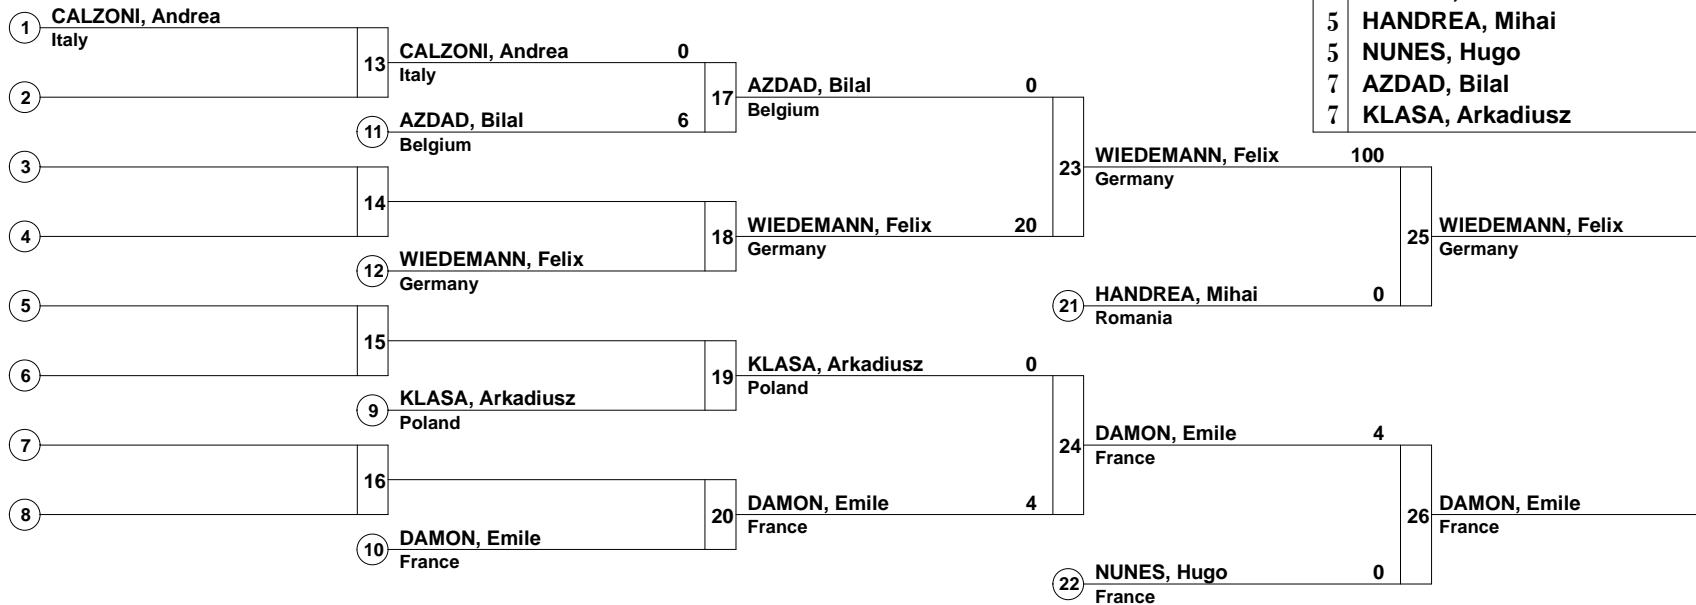 1 CALZONI, Andrea
Italy
2
3
4
5
6
7
8
13 CALZONI, Andrea 0
Italy
11 AZDAD, Bilal 6
Belgium
14
12 WIEDEMANN, Felix
Germany
15
9 KLASA, Arkadiusz
Poland
16
10 DAMON, Emile
France
17 AZDAD, Bilal 0
Belgium
18 WIEDEMANN, Felix 20
Germany
19 KLASA, Arkadiusz 0
Poland
20 DAMON, Emile 4
France
23 WIEDEMANN, Felix 100
Germany
21 HANDREA, Mihai 0
Romania
24 DAMON, Emile 4
France
22 NUNES, Hugo 0
France
25 WIEDEMANN, Felix
Germany
26 DAMON, Emile
France
5 HANDREA, Mihai
5 NUNES, Hugo
7 AZDAD, Bilal
7 KLASA, Arkadiusz